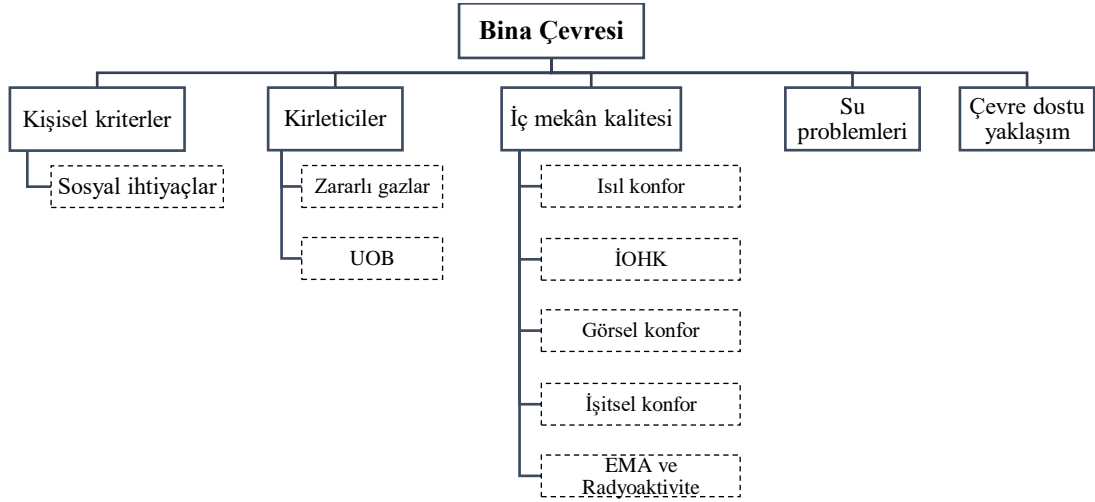 Bina Çevresi
Kişisel kriterler
Sosyal ihtiyaçlar
Kirleticiler
Zararlı gazlar
UOB
İç mekân kalitesi
Isıl konfor
İOHK
Görsel konfor
İşitsel konfor
EMA ve
Radyoaktivite
Su
problemleri
Çevre dostu
yaklaşım